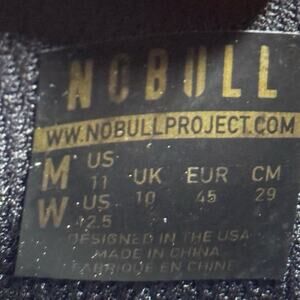 NOBULL
WWW.NOBULLPROJECT.COM
M US 11 UK 10 EUR 45 CM 29
W US 12.5
DESIGNED IN THE USA
MADE IN CHINA
FABRIQUE EN CHINE